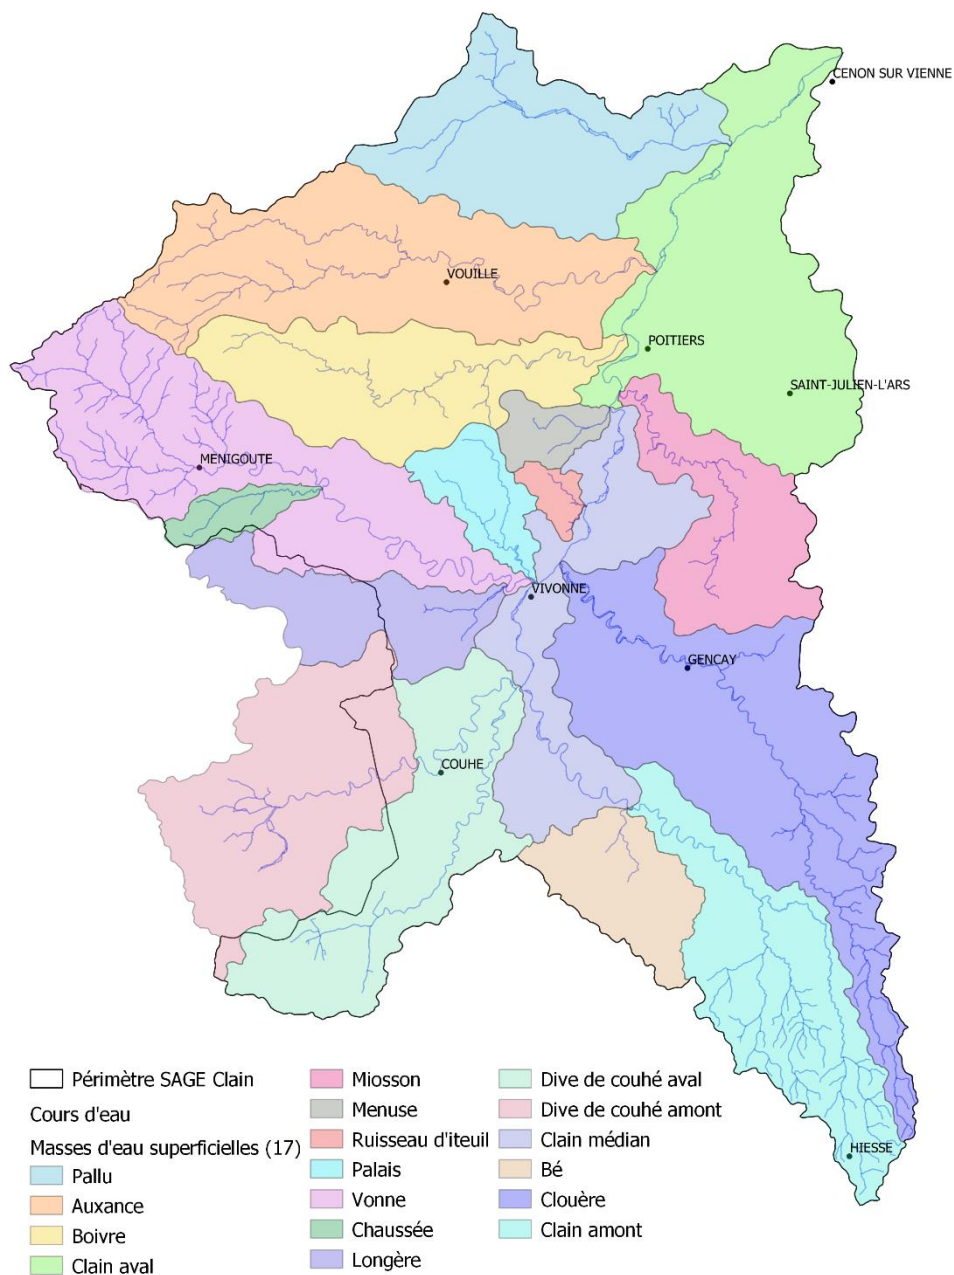 CENON SUR VIENNE
VOUILLE
POITIERS
SAINT-JULIEN-L'ARS
MENIGOUTE
VIVONNE
GENCAY
COUHE
HIESSE
Périmètre SAGE Clain
Cours d'eau
Masses d'eau superficielles (17)
Pallu
Auxance
Boivre
Clain aval
Miosson
Menuse
Ruisseau d'iteuil
Palais
Vonne
Chaussée
Longère
Dive de couhé aval
Dive de couhé amont
Clain médian
Bé
Clouère
Clain amont